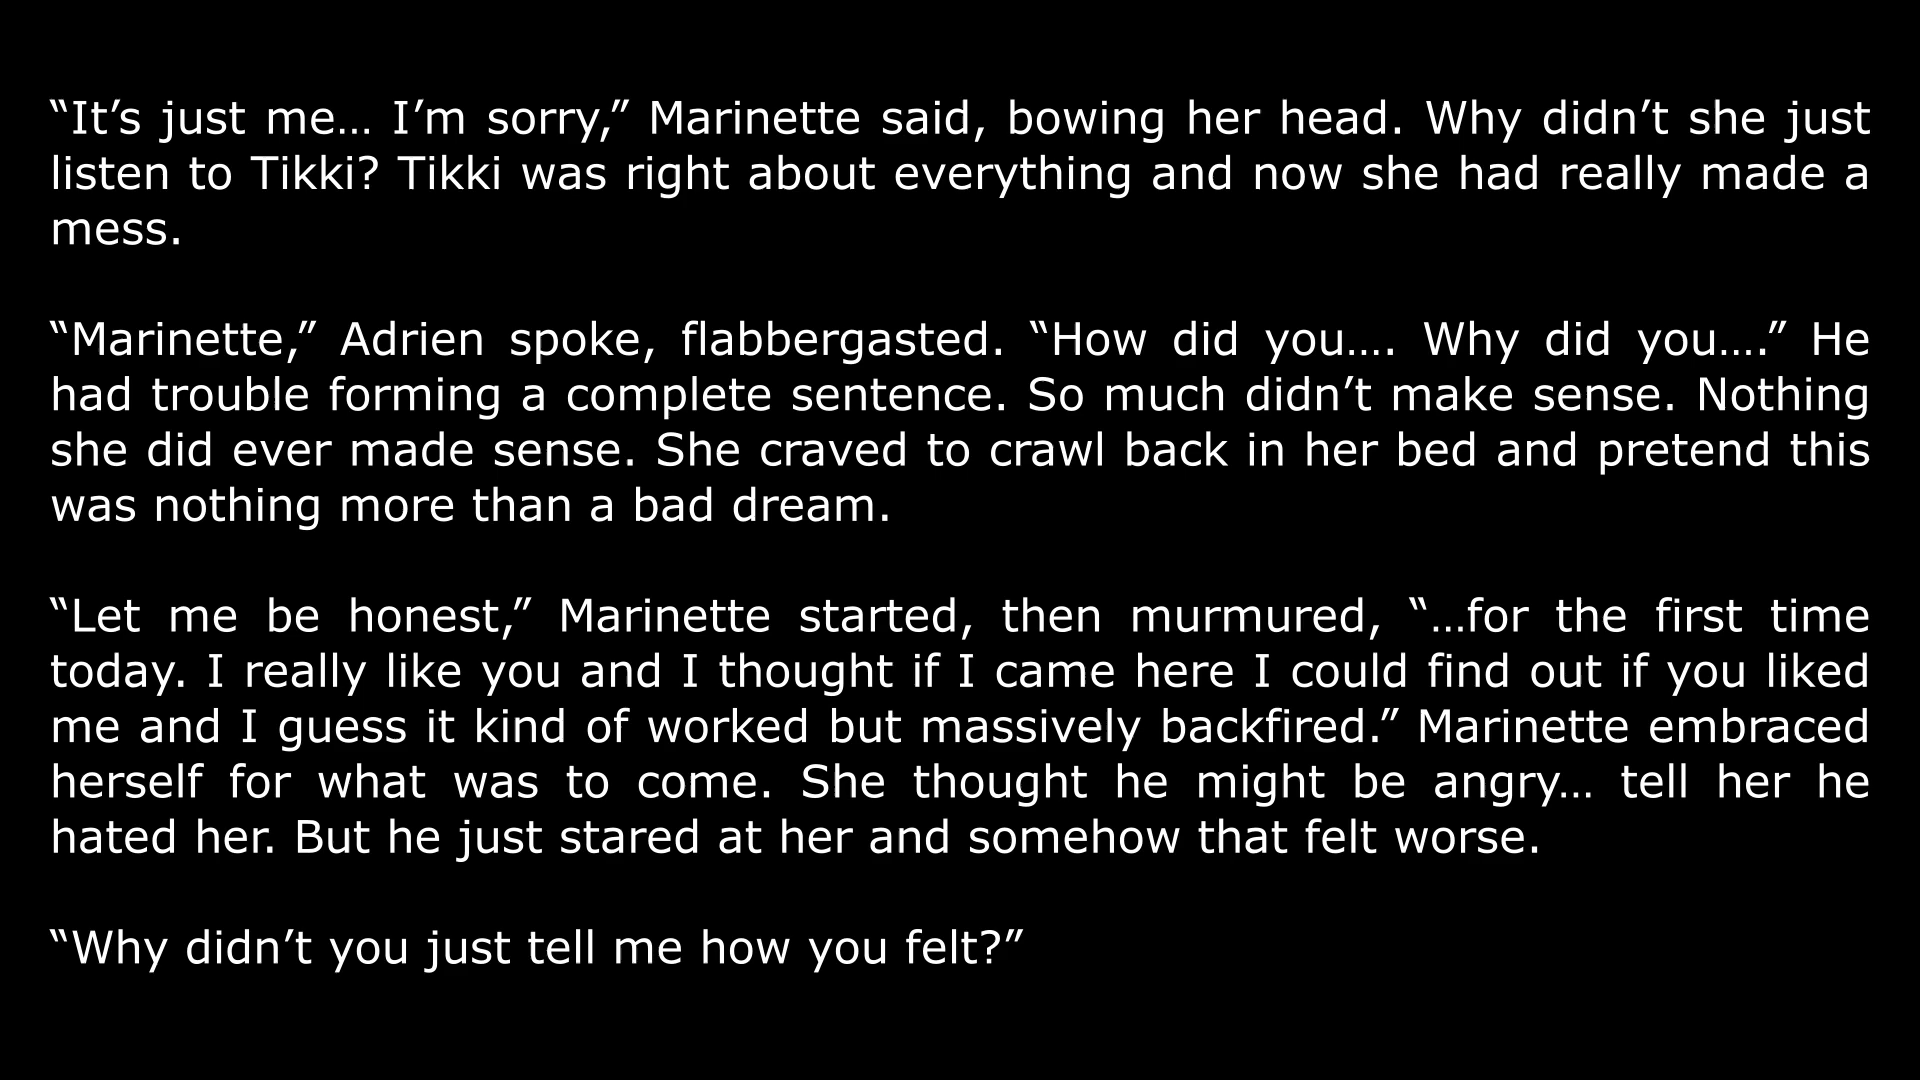 “It’s just me… I’m sorry,” Marinette said, bowing her head. Why didn’t she just
listen to Tikki? Tikki was right about everything and now she had really made a
mess.
“Marinette,” Adrien spoke, flabbergasted. “How did you…. Why did you….” He
had trouble forming a complete sentence. So much didn’t make sense. Nothing
she did ever made sense. She craved to crawl back in her bed and pretend this
was nothing more than a bad dream.
“Let me be honest,” Marinette started, then murmured, “…for the first time
today. I really like you and I thought if I came here I could find out if you liked
me and I guess it kind of worked but massively backfired.” Marinette embraced
herself for what was to come. She thought he might be angry… tell her he
hated her. But he just stared at her and somehow that felt worse.
“Why didn’t you just tell me how you felt?”